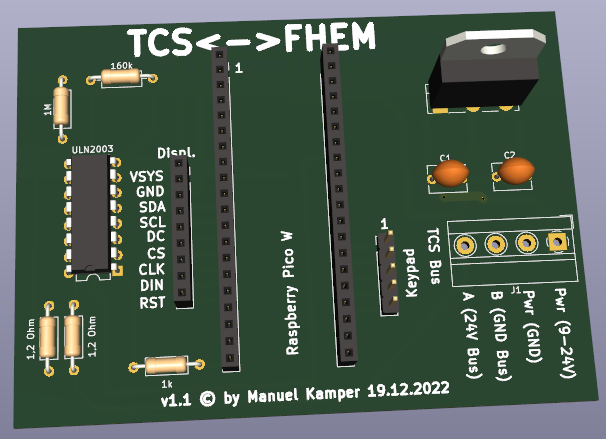 TCS<->FHEM
160k
1
1M
ULN2003
Displ.
VSYS
GND
SDA
SCL
DC
CS
CLK
DIN
RST
C1
C2
1
Keypad
TCS Bus
Raspberry Pico W
J1
A (24V Bus)
B (GND Bus)
Pwr (GND)
Pwr (9-24V)
1,2 Ohm
1,2 Ohm
1k
v1.1 © by Manuel Kamper 19.12.2022